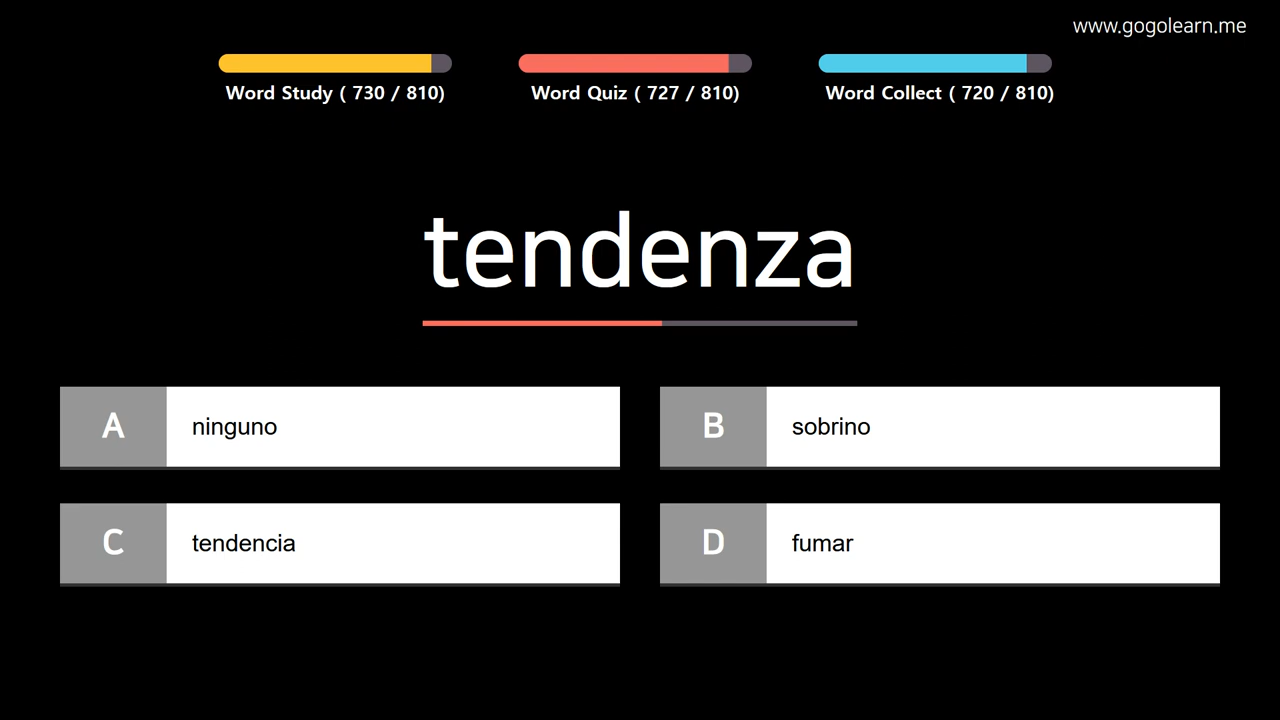 www.gogolearn.me
Word Study ( 730 / 810)
Word Quiz ( 727 / 810)
Word Collect ( 720 / 810)
tendenza
A ninguno
B sobrino
C tendencia
D fumar